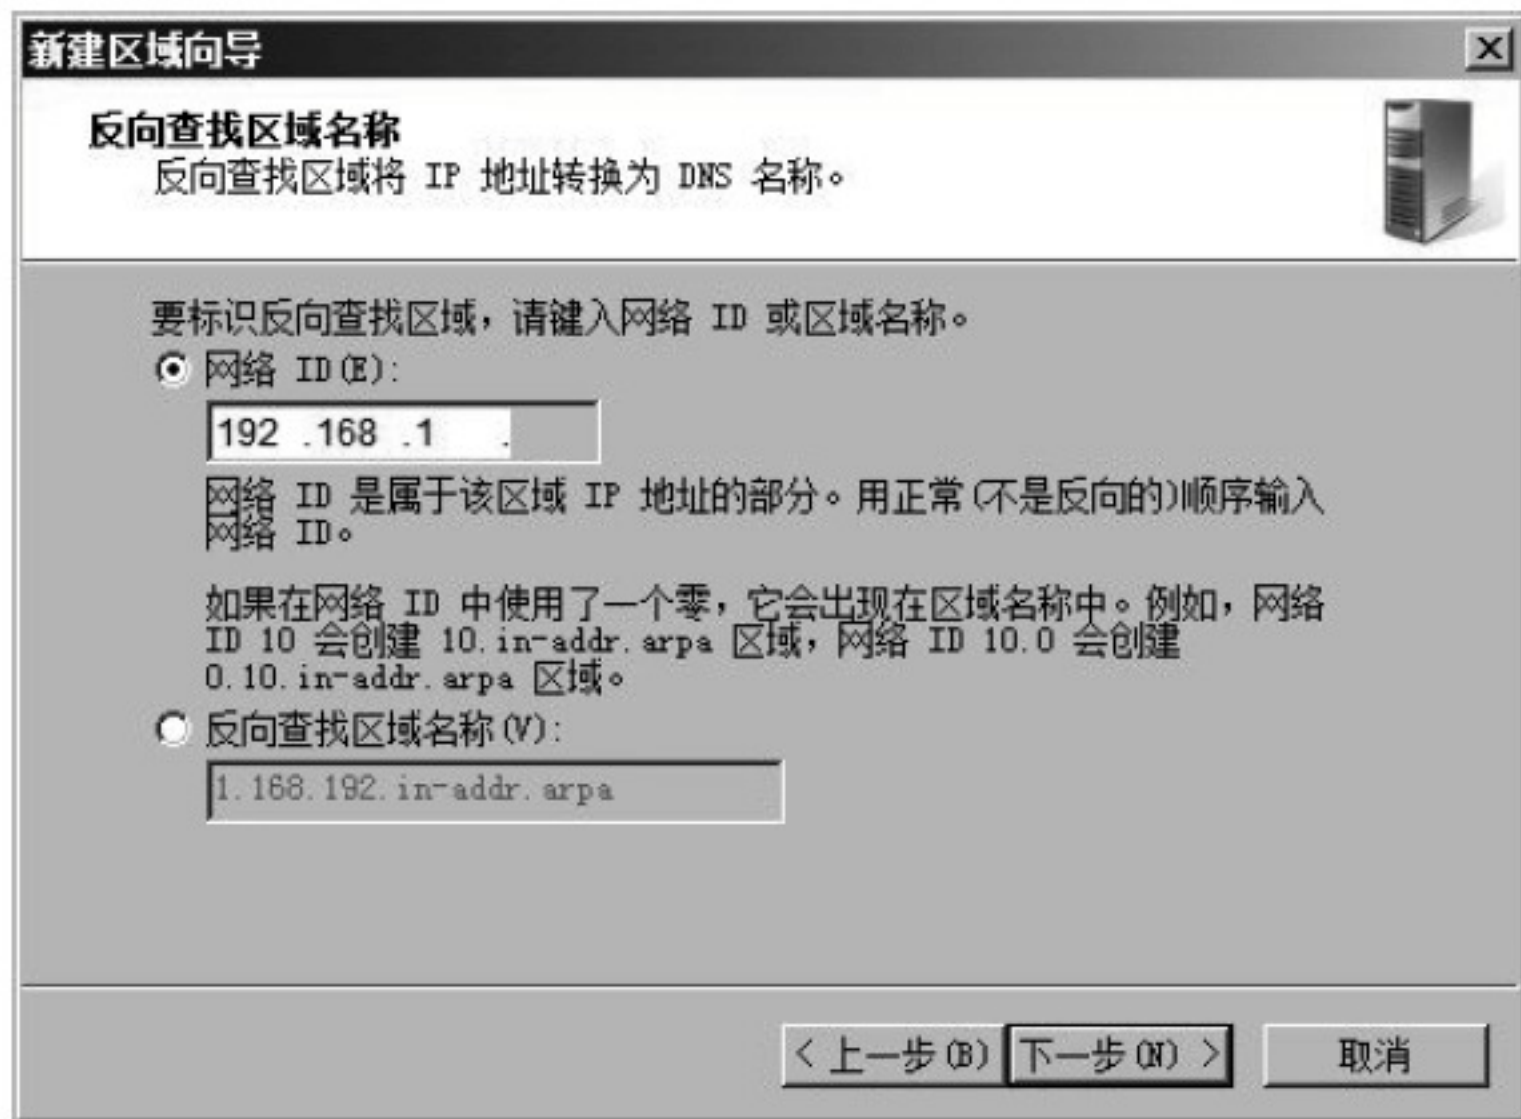 新建区域向导
反向查找区域名称
反向查找区域将 IP 地址转换为 DNS 名称。
要标识反向查找区域，请键入网络 ID 或区域名称。
网络 ID(E):
192 .168 .1 .
网络 ID 是属于该区域 IP 地址的部分。用正常(不是反向的)顺序输入
网络 ID。
如果在网络 ID 中使用了一个零，它会出现在区域名称中。例如，网络
ID 10 会创建 10.in-addr.arpa 区域，网络 ID 10.0 会创建
0.10.in-addr.arpa 区域。
反向查找区域名称(V):
1.168.192.in-addr.arpa
< 上一步(B) 下一步(N) > 取消